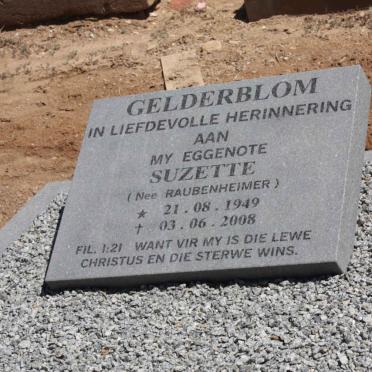 GELDERBLOM
IN LIEFDEVOLLE HERINNERING
AAN
MY EGGENOTE
SUZETTE
(Nee RAUBENHEIMER)
★ 21.08.1949
† 03.06.2008
FIL. 1:21 WANT VIR MY IS DIE LEWE
CHRISTUS EN DIE STERWE WINS.